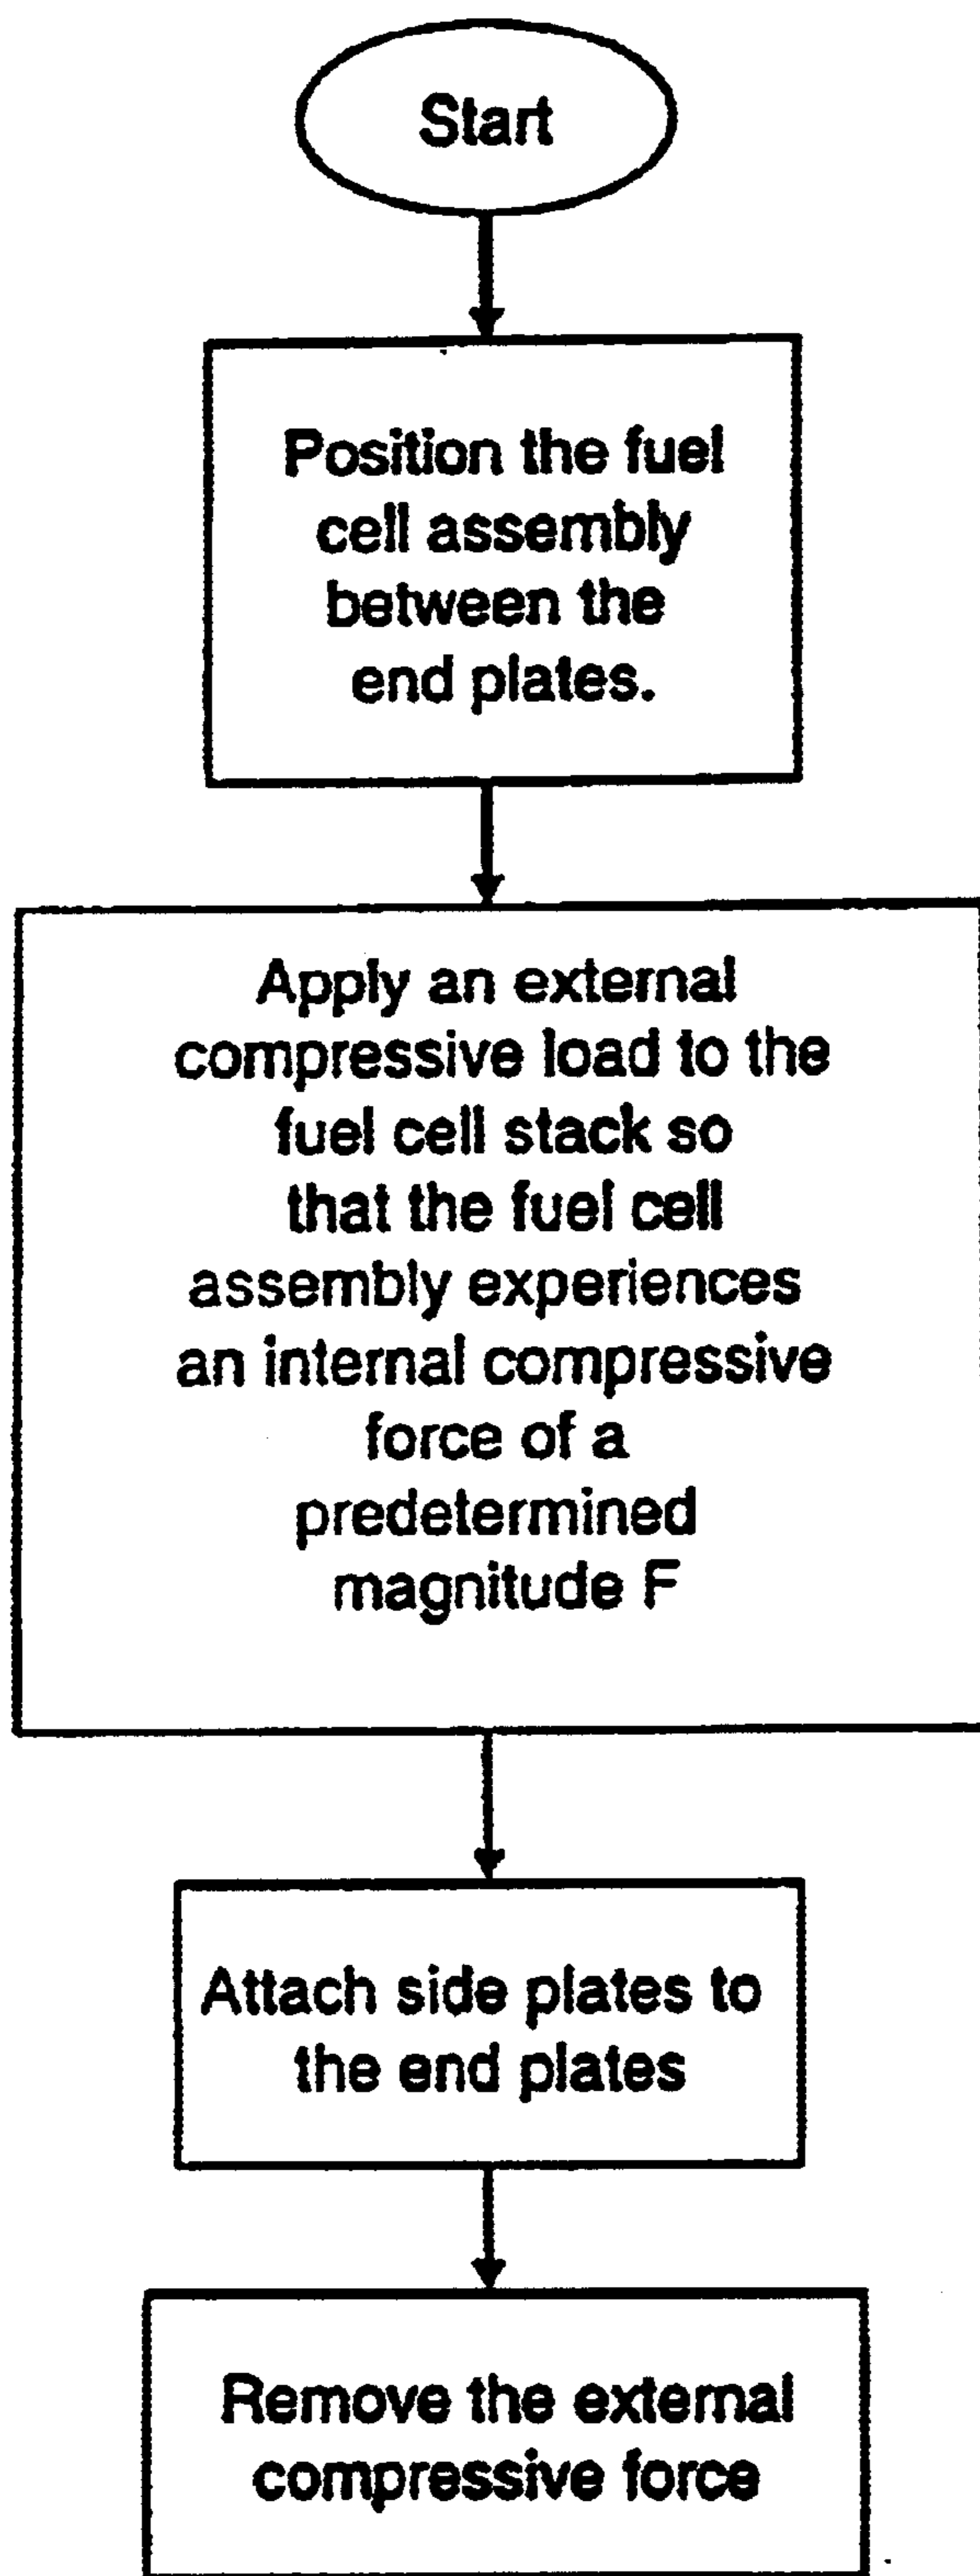 Start
Position the fuel
cell assembly
between the
end plates.
Apply an external
compressive load to the
fuel cell stack so
that the fuel cell
assembly experiences
an internal compressive
force of a
predetermined
magnitude F
Attach side plates to
the end plates
Remove the external
compressive force